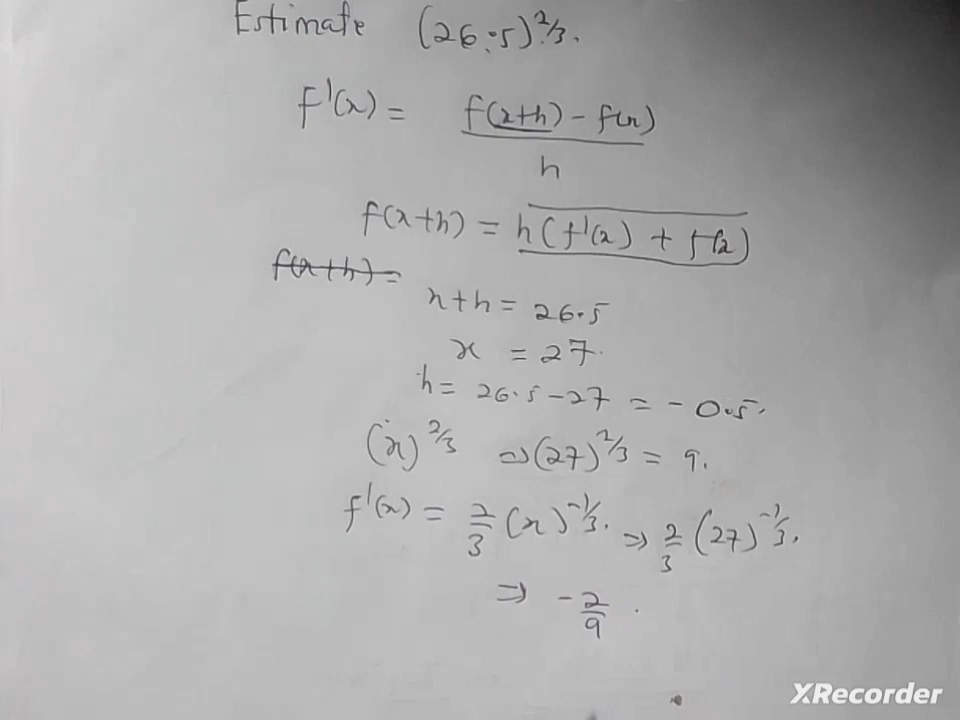 Estimate (26.5)^2/3.
f'(x) = f(x+h) - f(x) / h
f(x+h) = h(f'(x) + f(x)
f(x+h) =
x+h = 26.5
x = 27.
h = 26.5-27 = -0.5.
(x)^2/3 ⇒ (27)^2/3 = 9.
f'(x) = 2/3 (x)^-1/3. ⇒ 2/3 (27)^-1/3.
⇒ -2/9.
XRecorder